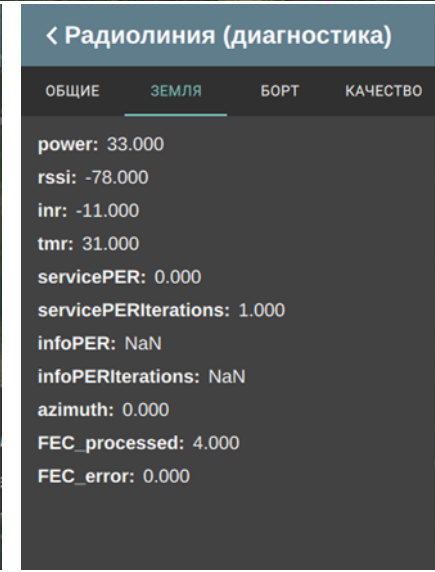 < Радиолиния (диагностика)
ОБЩИЕ ЗЕМЛЯ БОРТ КАЧЕСТВО
power: 33.000
rssi: -78.000
inr: -11.000
tmr: 31.000
servicePER: 0.000
servicePERIterations: 1.000
infoPER: NaN
infoPERIterations: NaN
azimuth: 0.000
FEC_processed: 4.000
FEC_error: 0.000